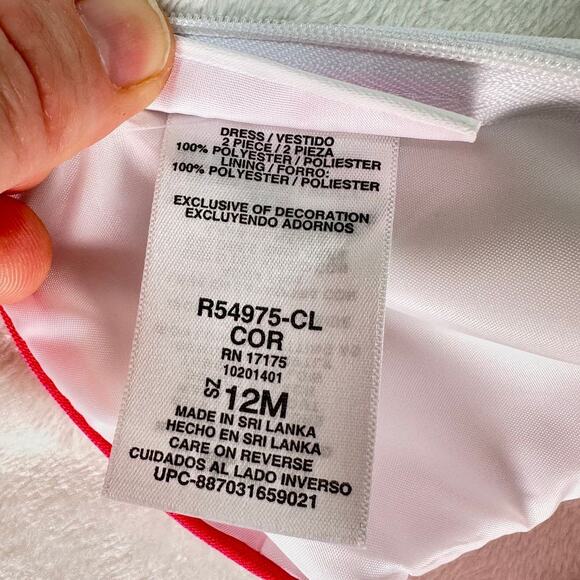 DRESS / VESTIDO
2 PIECE / 2 PIEZA
100% POLYESTER / POLIESTER
LINING / FORRO:
100% POLYESTER / POLIESTER
EXCLUSIVE OF DECORATION
EXCLUYENDO ADORNOS
R54975-CL
COR
RN 17175
10201401
SZ 12M
MADE IN SRI LANKA
HECHO EN SRI LANKA
CARE ON REVERSE
CUIDADOS AL LADO INVERSO
UPC-887031659021